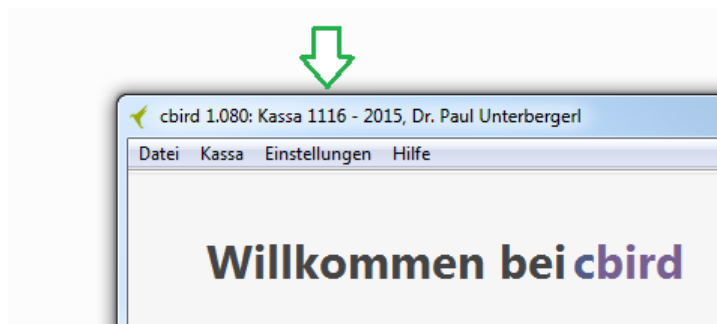 cbird 1.080: Kassa 1116 - 2015, Dr. Paul Unterbergerl
Datei Kassa Einstellungen Hilfe
Willkommen bei cbird